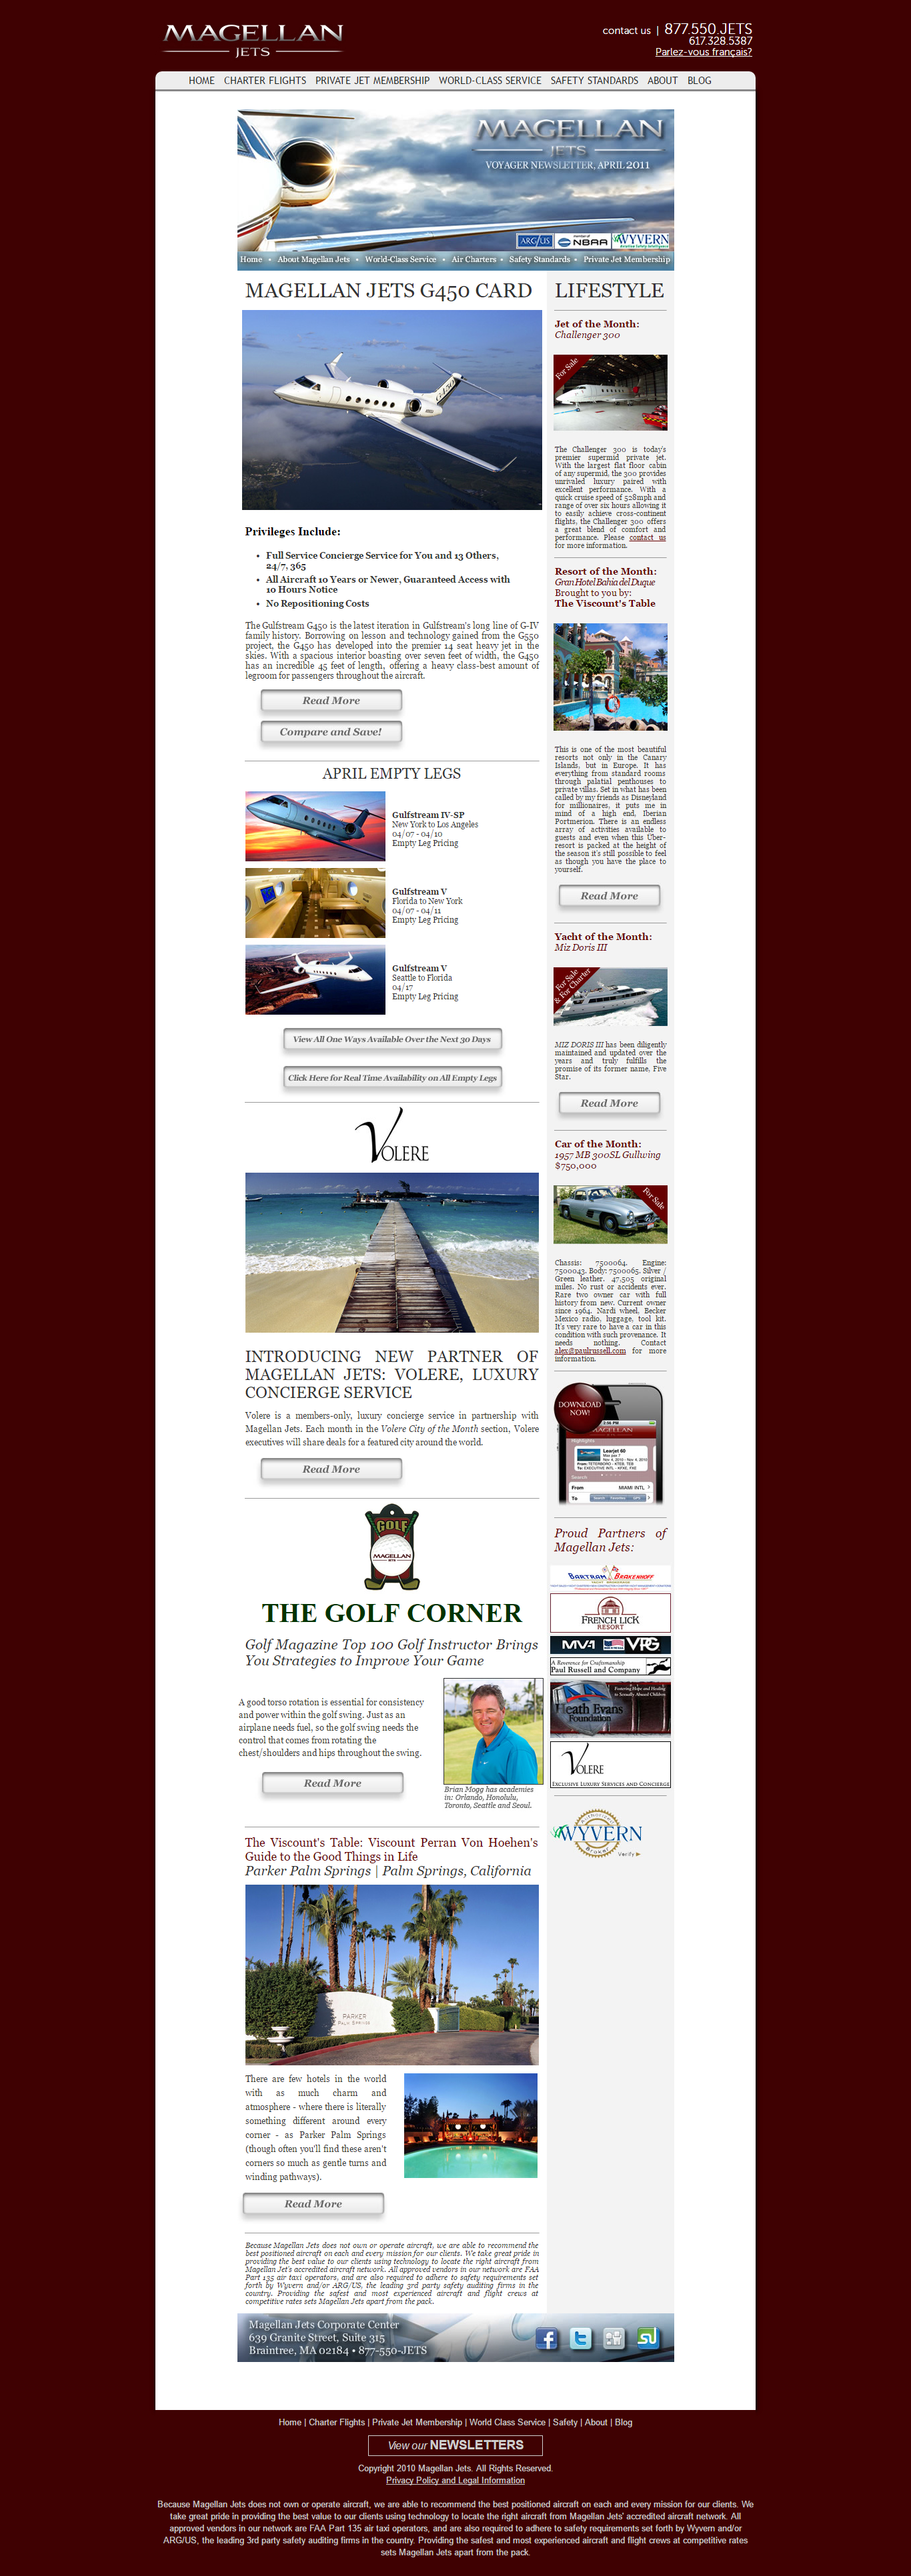 MAGELLAN
JETS
contact us | 877.550.JETS
617.328.5387
Parlez-vous français?
HOME CHARTER FLIGHTS PRIVATE JET MEMBERSHIP WORLD-CLASS SERVICE SAFETY STANDARDS ABOUT BLOG
MAGELLAN
JETS
VOYAGER NEWSLETTER, APRIL 2011
ARG/US
member of
NBAA
WYVERN
Home • About Magellan Jets • World-Class Service • Air Charters • Safety Standards • Private Jet Membership
MAGELLAN JETS G450 CARD
Privileges Include:
• Full Service Concierge Service for You and 13 Others,
24/7, 365
• All Aircraft 10 Years or Newer, Guaranteed Access with
10 Hours Notice
• No Repositioning Costs
The Gulfstream G450 is the latest iteration in Gulfstream's long line of G-IV
family history. Borrowing on lesson and technology gained from the G550
project, the G450 has developed into the premier 14 seat heavy jet in the
skies. With a spacious interior boasting over seven feet of width, the G450
has an incredible 45 feet of length, offering a heavy class-best amount of
legroom for passengers throughout the aircraft.
Read More
Compare and Save!
APRIL EMPTY LEGS
Gulfstream IV-SP
New York to Los Angeles
04/07 - 04/10
Empty Leg Pricing
Gulfstream V
Florida to New York
04/07 - 04/11
Empty Leg Pricing
Gulfstream V
Seattle to Florida
04/17
Empty Leg Pricing
View All One Ways Available Over the Next 30 Days
Click Here for Real Time Availability on All Empty Legs
VOLERE
INTRODUCING NEW PARTNER OF
MAGELLAN JETS: VOLERE, LUXURY
CONCIERGE SERVICE
Volere is a members-only, luxury concierge service in partnership with
Magellan Jets. Each month in the Volere City of the Month section, Volere
executives will share deals for a featured city around the world.
Read More
GOLF
MAGELLAN
JETS
THE GOLF CORNER
Golf Magazine Top 100 Golf Instructor Brings
You Strategies to Improve Your Game
A good torso rotation is essential for consistency
and power within the golf swing. Just as an
airplane needs fuel, so the golf swing needs the
control that comes from rotating the
chest/shoulders and hips throughout the swing.
Read More
Brian Mogg has academies
in: Orlando, Honolulu,
Toronto, Seattle and Seoul.
The Viscount's Table: Viscount Perran Von Hoehen's
Guide to the Good Things in Life
Parker Palm Springs | Palm Springs, California
PARKER
PALM SPRINGS
There are few hotels in the world
with as much charm and
atmosphere - where there is literally
something different around every
corner - as Parker Palm Springs
(though often you'll find these aren't
corners so much as gentle turns and
winding pathways).
Read More
Because Magellan Jets does not own or operate aircraft, we are able to recommend the
best positioned aircraft on each and every mission for our clients. We take great pride in
providing the best value to our clients using technology to locate the right aircraft from
Magellan Jet's accredited aircraft network. All approved vendors in our network are FAA
Part 135 air taxi operators, and are also required to adhere to safety requirements set
forth by Wyvern and/or ARG/US, the leading 3rd party safety auditing firms in the
country. Providing the safest and most experienced aircraft and flight crews at
competitive rates sets Magellan Jets apart from the pack.
LIFESTYLE
Jet of the Month:
Challenger 300
For Sale
The Challenger 300 is today's
premier supermid private jet.
With the largest flat floor cabin
of any supermid, the 300 provides
unrivaled luxury paired with
excellent performance. With a
quick cruise speed of 528mph and
range of over six hours allowing it
to easily achieve cross-continent
flights, the Challenger 300 offers
a great blend of comfort and
performance. Please contact us
for more information.
Resort of the Month:
Gran Hotel Bahia del Duque
Brought to you by:
The Viscount's Table
This is one of the most beautiful
resorts not only in the Canary
Islands, but in Europe. It has
everything from standard rooms
through palatial penthouses to
private villas. Set in what has been
called by my friends as Disneyland
for millionaires, it puts me in
mind of a high end, Iberian
Portmerion. There is an endless
array of activities available to
guests and even when this Über-
resort is packed at the height of
the season it's still possible to feel
as though you have the place to
yourself.
Read More
Yacht of the Month:
Miz Doris III
For Sale
& For Charter
MIZ DORIS III has been diligently
maintained and updated over the
years and truly fulfills the
promise of its former name, Five
Star.
Read More
Car of the Month:
1957 MB 300SL Gullwing
$750,000
For Sale
Chassis: 7500064. Engine:
7500043. Body: 7500065. Silver /
Green leather. 47,505 original
miles. No rust or accidents ever.
Rare two owner car with full
history from new. Current owner
since 1964. Nardi wheel, Becker
Mexico radio, luggage, tool kit.
It's very rare to have a car in this
condition with such provenance. It
needs nothing. Contact
alex@paulrussell.com for more
information.
DOWNLOAD
NOW!
MAGELLAN
Highlights
Learjet 60
Max pax 7
Nov 4, 2010 - Nov 4, 2010
From: TETERBORO - KTEB, TEB
To: EXECUTIVE INTL - KFXE, FXE
Search
From MIAMI INTL
To
Proud Partners of
Magellan Jets:
BARTRAM & BRAKENHOFF
FRENCH LICK
RESORT
MV-1 VPG
A Reverence for Craftsmanship
Paul Russell and Company
Fostering Hope and Healing
to Sexually Abused Children
Heath Evans
Foundation
VOLERE
EXCLUSIVE LUXURY SERVICES AND CONCIERGE
Authorized
WYVERN
Broker
Verify
Magellan Jets Corporate Center
639 Granite Street, Suite 315
Braintree, MA 02184 • 877-550-JETS
Home | Charter Flights | Private Jet Membership | World Class Service | Safety | About | Blog
View our NEWSLETTERS
Copyright 2010 Magellan Jets. All Rights Reserved.
Privacy Policy and Legal Information
Because Magellan Jets does not own or operate aircraft, we are able to recommend the best positioned aircraft on each and every mission for our clients. We
take great pride in providing the best value to our clients using technology to locate the right aircraft from Magellan Jets' accredited aircraft network. All
approved vendors in our network are FAA Part 135 air taxi operators, and are also required to adhere to safety requirements set forth by Wyvern and/or
ARG/US, the leading 3rd party safety auditing firms in the country. Providing the safest and most experienced aircraft and flight crews at competitive rates
sets Magellan Jets apart from the pack.